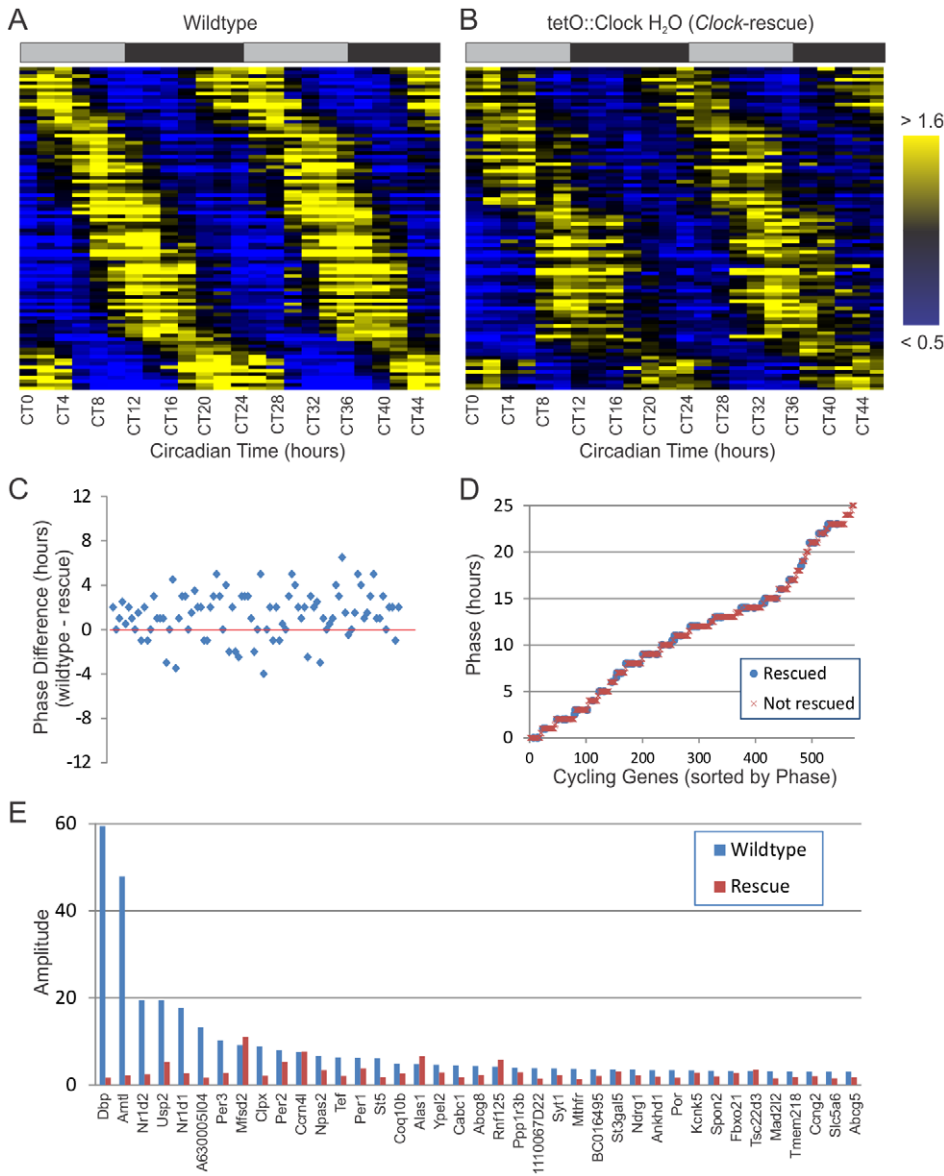 A
Wildtype
B
tetO::Clock H₂O (Clock-rescue)
> 1.6
< 0.5
CT0
CT4
CT8
CT12
CT16
CT20
CT24
CT28
CT32
CT36
CT40
CT44
Circadian Time (hours)
CT0
CT4
CT8
CT12
CT16
CT20
CT24
CT28
CT32
CT36
CT40
CT44
Circadian Time (hours)
C
Phase Difference (hours)
(wildtype - rescue)
12
8
4
0
-4
-8
-12
D
Phase (hours)
25
20
15
10
5
0
Rescued
Not rescued
0
100
200
300
400
500
Cycling Genes (sorted by Phase)
E
Amplitude
60
40
20
0
Wildtype
Rescue
Dbp
Arntl
Nr1d2
Usp2
Nr1d1
A630005I04
Per3
Mfsd2
Clpx
Per2
Ccrn4l
Npas2
Tef
Per1
St5
Coq10b
Alas1
Ypel2
Cabc1
Abcg8
Rnf125
Ppp1r3b
1110067D22
Syt1
Mthfr
BC016495
St3gal5
Ndrg1
Ankhd1
Por
Kcnk5
Spon2
Fbxo21
Tsc22d3
Mad2l2
Tmem218
Ccng2
Slc5a6
Abcg5